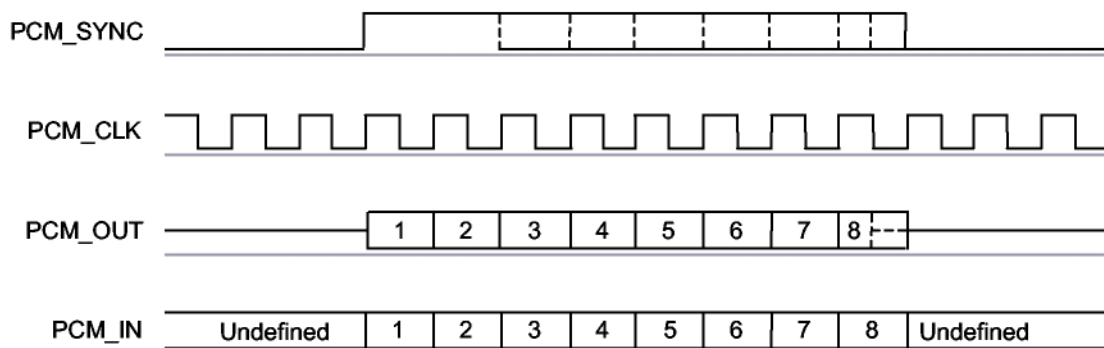 PCM_SYNC
PCM_CLK
PCM_OUT 1 2 3 4 5 6 7 8
PCM_IN Undefined 1 2 3 4 5 6 7 8 Undefined